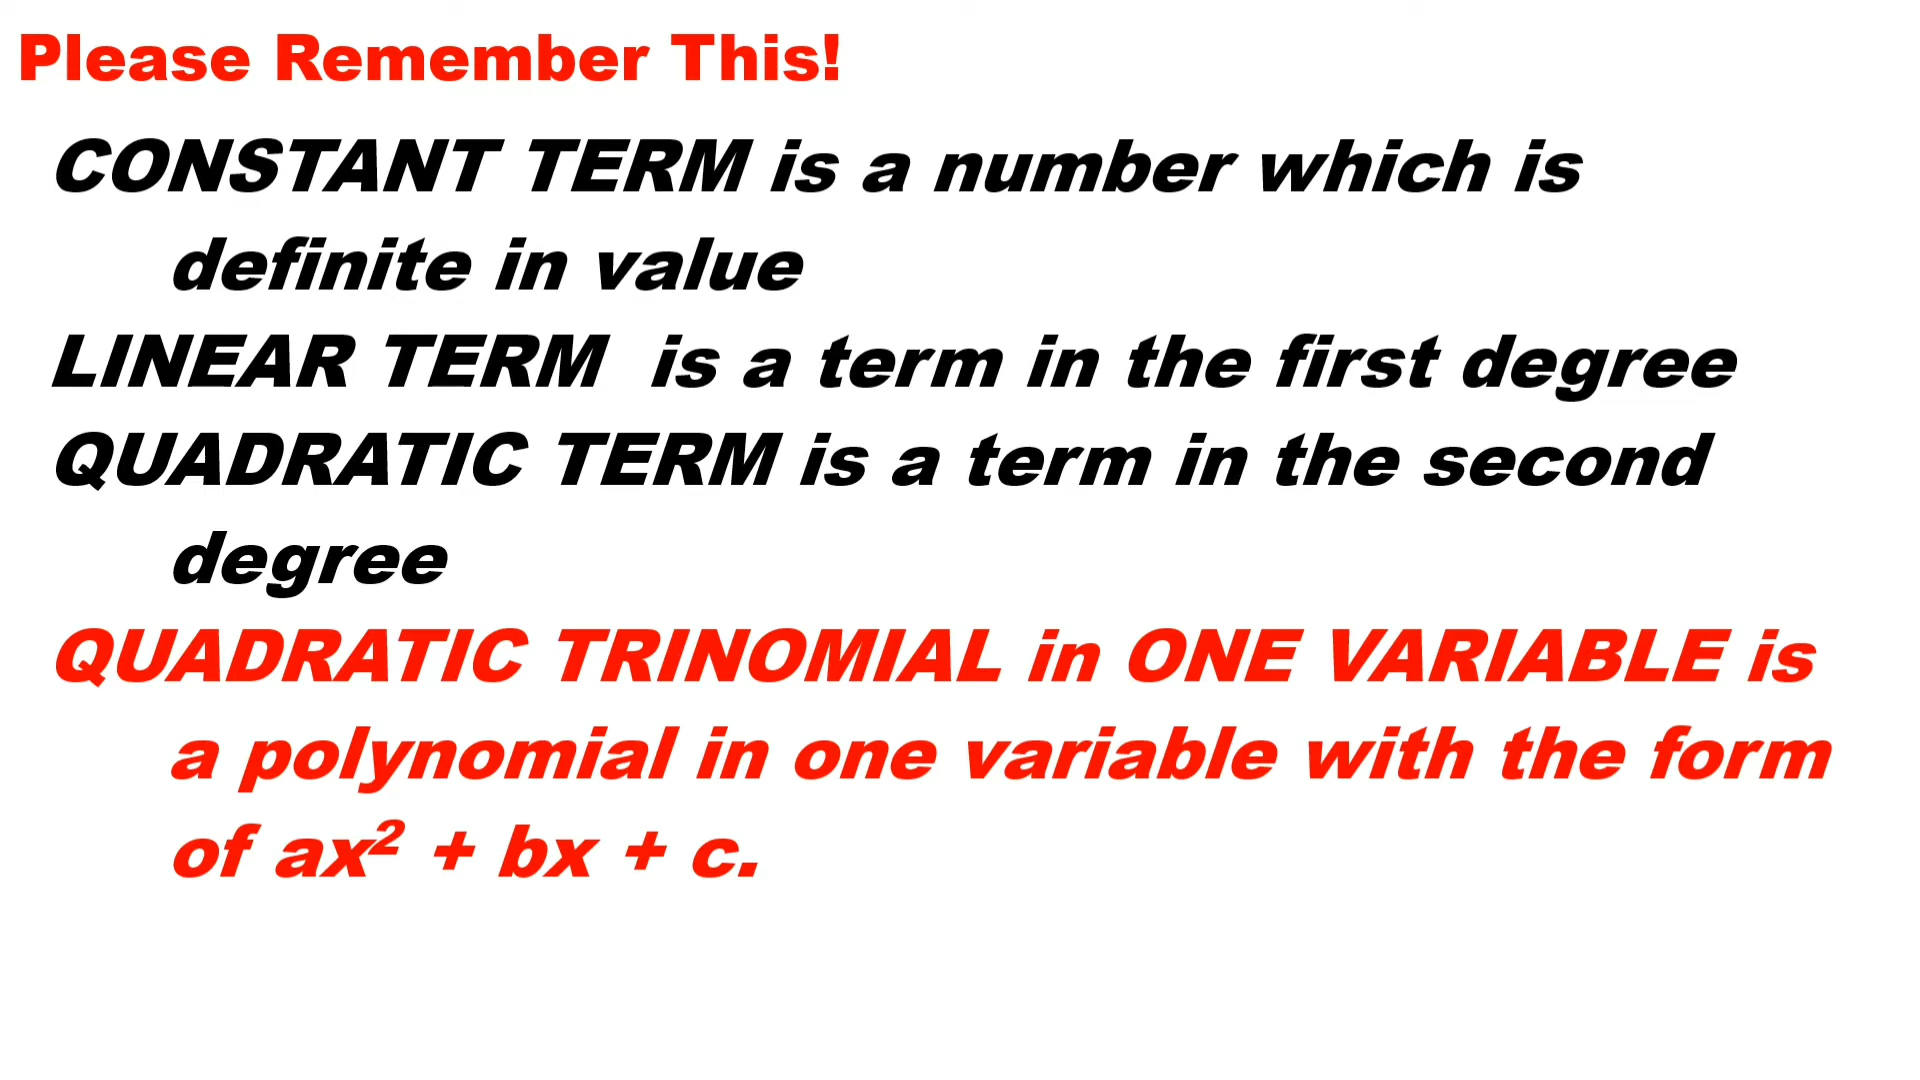 Please Remember This!
CONSTANT TERM is a number which is
definite in value
LINEAR TERM  is a term in the first degree
QUADRATIC TERM is a term in the second
degree
QUADRATIC TRINOMIAL in ONE VARIABLE is
a polynomial in one variable with the form
of ax² + bx + c.